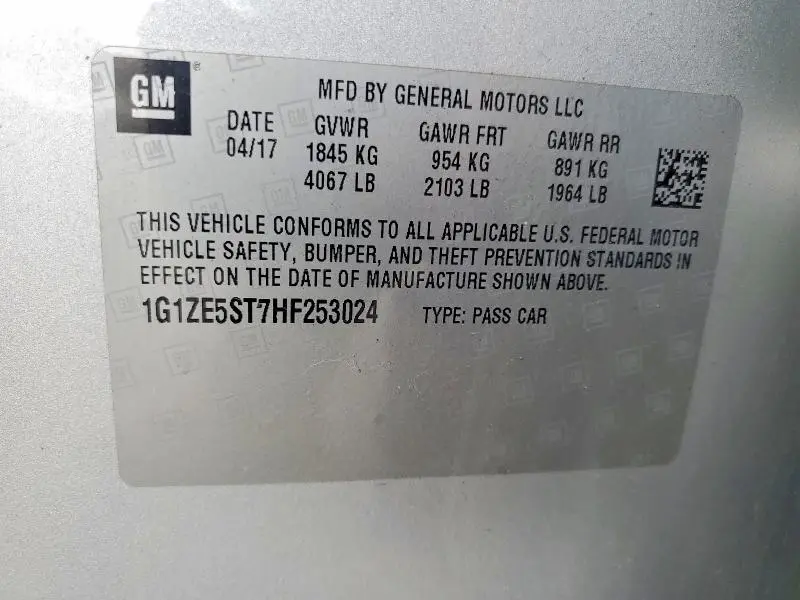 GM
MFD BY GENERAL MOTORS LLC
DATE GVWR GAWR FRT GAWR RR
04/17 1845 KG 954 KG 891 KG
4067 LB 2103 LB 1964 LB
THIS VEHICLE CONFORMS TO ALL APPLICABLE U.S. FEDERAL MOTOR
VEHICLE SAFETY, BUMPER, AND THEFT PREVENTION STANDARDS IN
EFFECT ON THE DATE OF MANUFACTURE SHOWN ABOVE.
1G1ZE5ST7HF253024 TYPE: PASS CAR